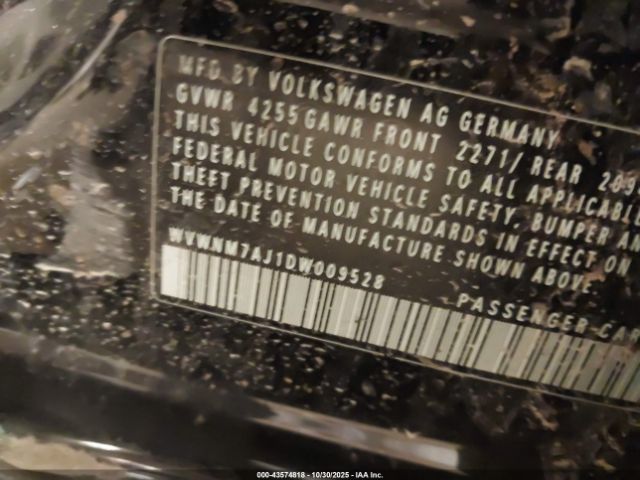 MFD BY VOLKSWAGEN AG GERMANY
GVWR 4255 GAWR FRONT 2271/ REAR
THIS VEHICLE CONFORMS TO ALL APPLICABLE
FEDERAL MOTOR VEHICLE SAFETY, BUMPER AND
THEFT PREVENTION STANDARDS IN EFFECT ON
THE DATE OF MANUFACTURE SHOWN ABOVE.
WVWNM7AJ1DW009528
PASSENGER CAR
000-43574818 - 10/30/2025 - IAA Inc.